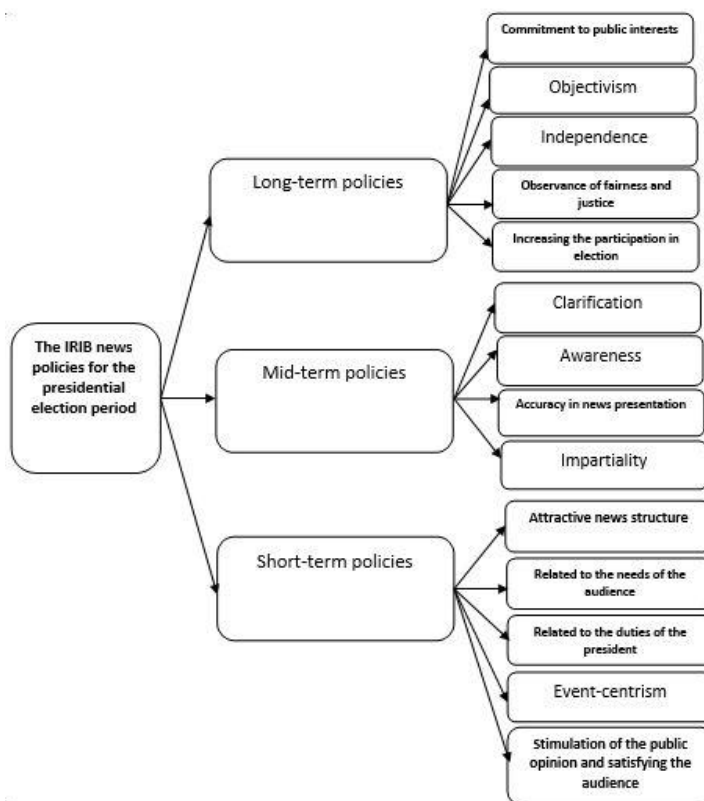 Commitment to public interests
Objectivism
Independence
Long-term policies
Observance of fairness and
justice
Increasing the participation in
election
The IRIB news
policies for the
presidential
election period
Clarification
Mid-term policies
Awareness
Accuracy in news presentation
Impartiality
Attractive news structure
Short-term policies
Related to the needs of the
audience
Related to the duties of the
president
Event-centrism
Stimulation of the public
opinion and satisfying the
audience